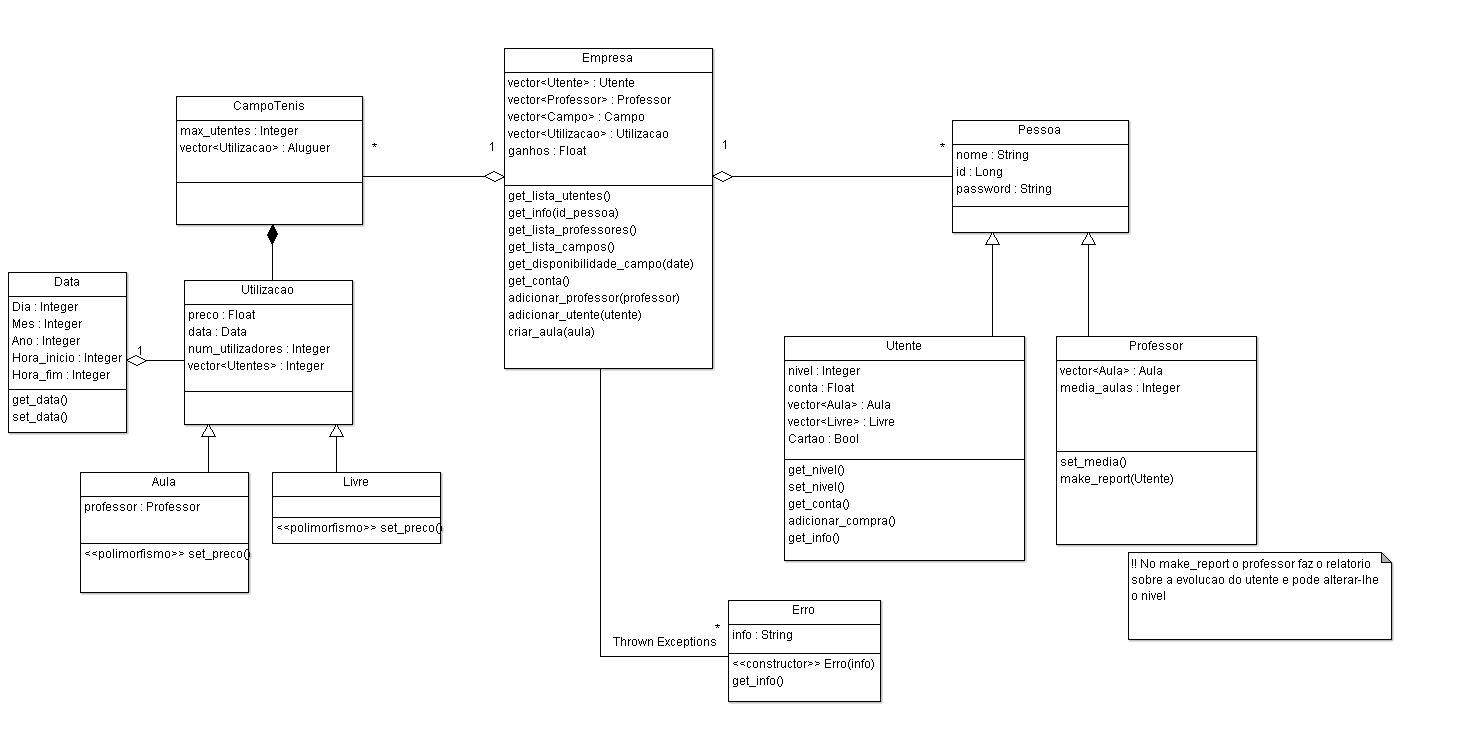 Empresa
vector<Utente> : Utente
vector<Professor> : Professor
vector<Campo> : Campo
vector<Utilizacao> : Utilizacao
ganhos : Float
get_lista_utentes()
get_info(id_pessoa)
get_lista_professores()
get_lista_campos()
get_disponibilidade_campo(date)
get_conta()
adicionar_professor(professor)
adicionar_utente(utente)
criar_aula(aula)
CampoTenis
max_utentes : Integer
vector<Utilizacao> : Aluguer
*
1
1
*
Pessoa
nome : String
id : Long
password : String
Data
Dia : Integer
Mes : Integer
Ano : Integer
Hora_inicio : Integer
Hora_fim : Integer
get_data()
set_data()
1
Utilizacao
preco : Float
data : Data
num_utilizadores : Integer
vector<Utentes> : Integer
Aula
professor : Professor
<<polimorfismo>> set_preco()
Livre
<<polimorfismo>> set_preco()
Utente
nivel : Integer
conta : Float
vector<Aula> : Aula
vector<Livre> : Livre
Cartao : Bool
get_nivel()
set_nivel()
get_conta()
adicionar_compra()
get_info()
Professor
vector<Aula> : Aula
media_aulas : Integer
set_media()
make_report(Utente)
!! No make_report o professor faz o relatorio
sobre a evolucao do utente e pode alterar-lhe
o nivel
*
Thrown Exceptions
Erro
info : String
<<constructor>> Erro(info)
get_info()